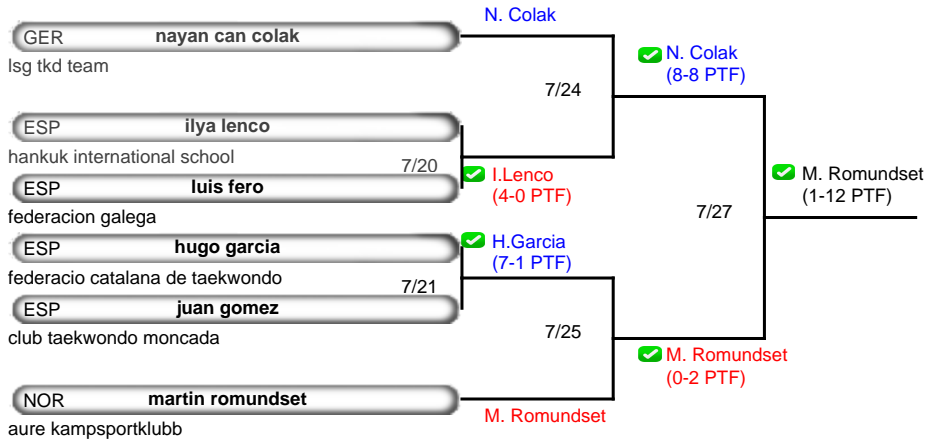 N. Colak
GER nayan can colak
lsg tkd team
N. Colak
(8-8 PTF)
7/24
ESP ilya lenco
hankuk international school
7/20
ESP luis fero
federacion galega
I.Lenco
(4-0 PTF)
M. Romundset
(1-12 PTF)
7/27
ESP hugo garcia
federacio catalana de taekwondo
H.Garcia
(7-1 PTF)
7/21
ESP juan gomez
club taekwondo moncada
7/25
M. Romundset
(0-2 PTF)
NOR martin romundset
aure kampsportklubb
M. Romundset